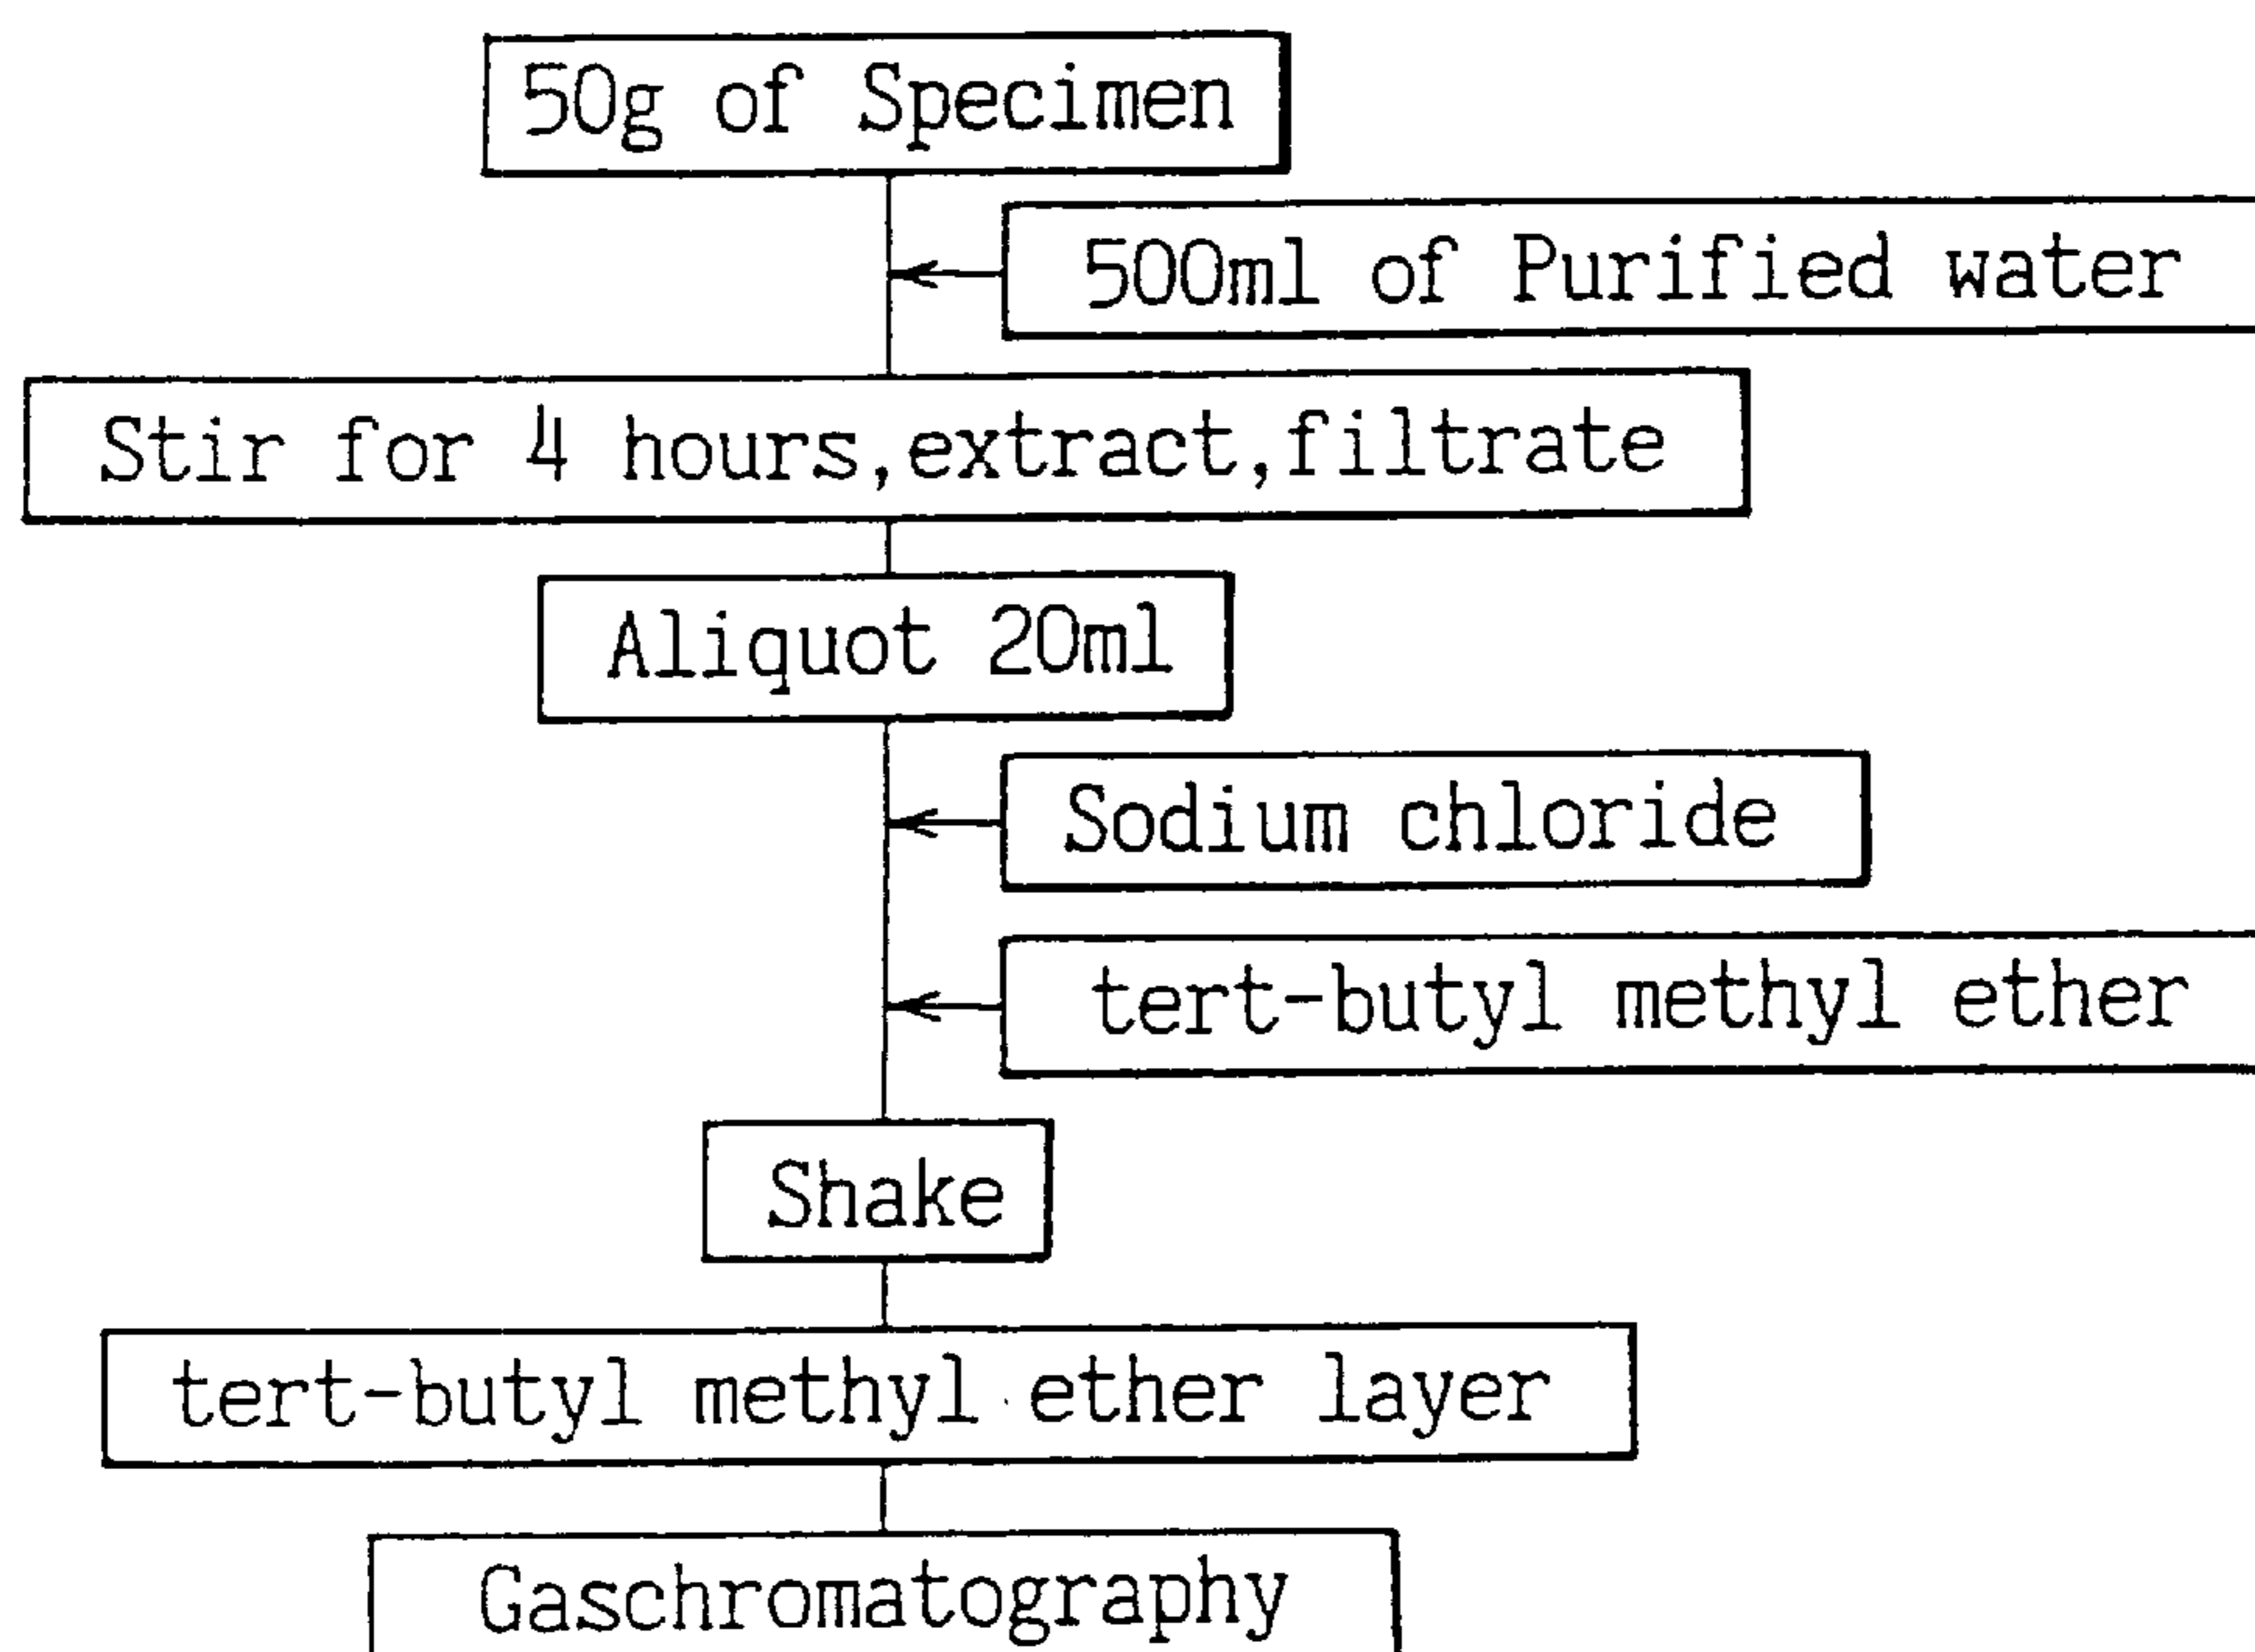 50g of Specimen
500ml of Purified water
Stir for 4 hours,extract,filtrate
Aliquot 20ml
Sodium chloride
tert-butyl methyl ether
Shake
tert-butyl methyl ether layer
Gaschromatography